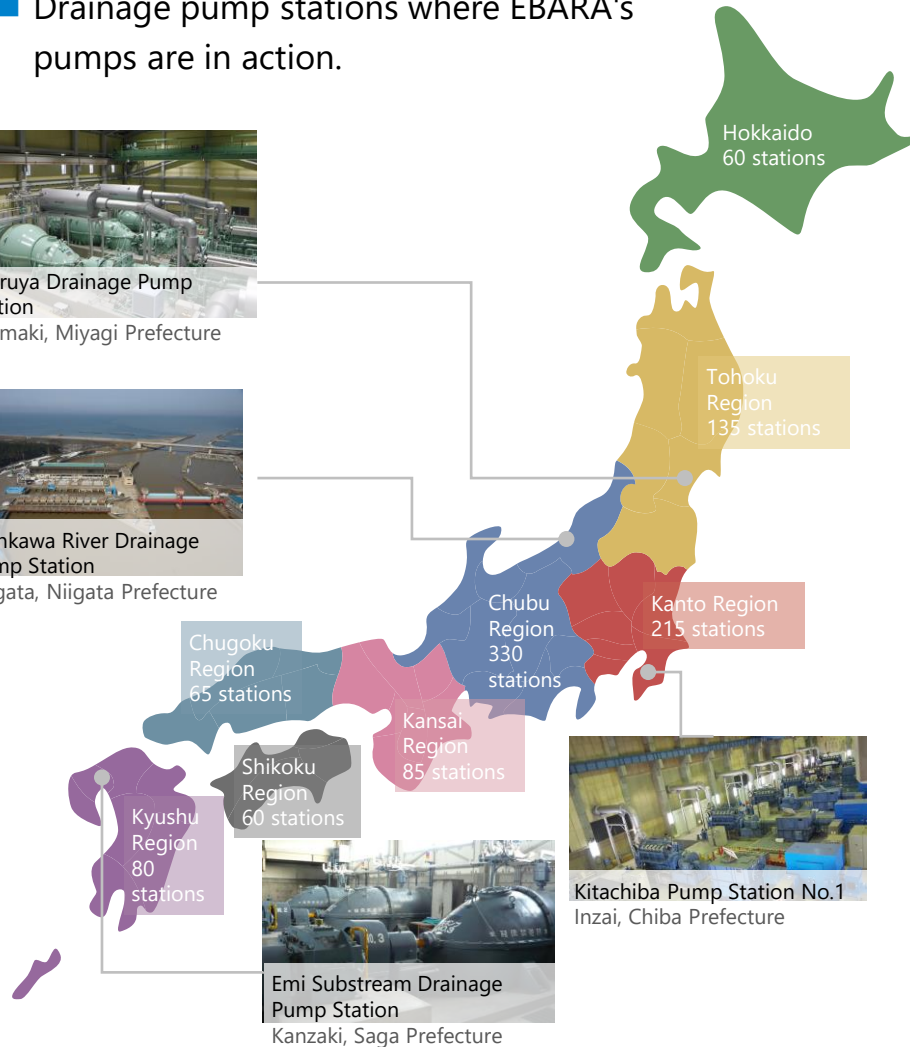 Drainage pump stations where EBARA's
pumps are in action.
Hokkaido
60 stations
Drainage Pump
Miyagi Prefecture
Tohoku
Region
135 stations
River Drainage
Station
Niigata Prefecture
Chubu
Region
330
stations
Kanto Region
215 stations
Chugoku
Region
65 stations
Kansai
Region
85 stations
Shikoku
Region
60 stations
Kyushu
Region
80
stations
Kitachiba Pump Station No.1
Inzai, Chiba Prefecture
Emi Substream Drainage
Pump Station
Kanzaki, Saga Prefecture